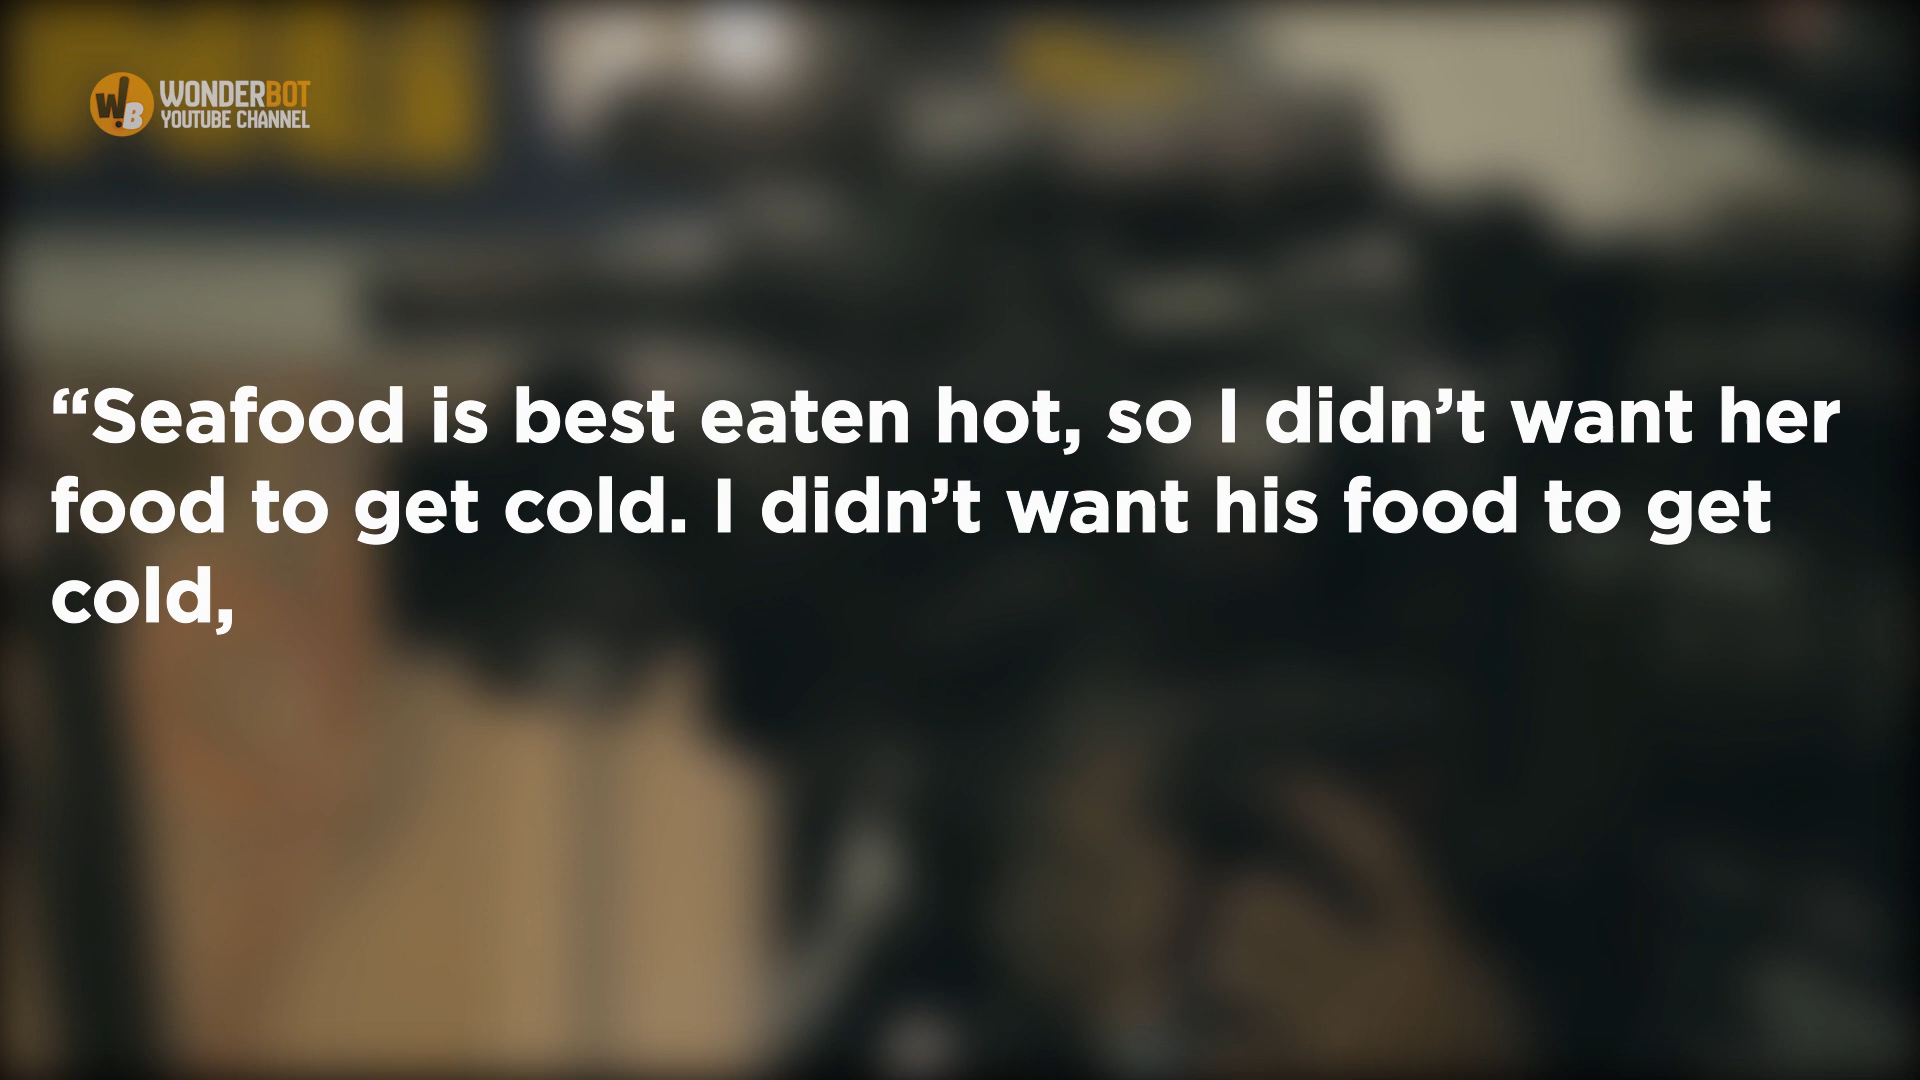 WONDERBOT
YOUTUBE CHANNEL
“Seafood is best eaten hot, so I didn’t want her
food to get cold. I didn’t want his food to get
cold,